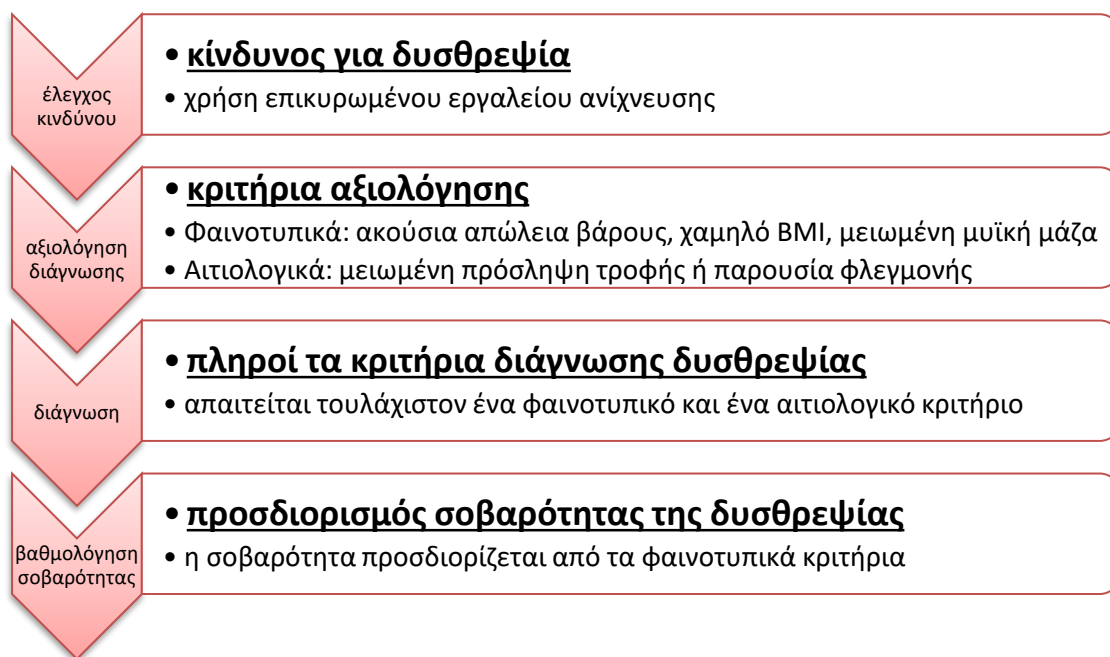 έλεγχος
κινδύνου
• κίνδυνος για δυσθρεψία
• χρήση επικυρωμένου εργαλείου ανίχνευσης
αξιολόγηση
διάγνωσης
• κριτήρια αξιολόγησης
• Φαινοτυπικά: ακούσια απώλεια βάρους, χαμηλό BMI, μειωμένη μυϊκή μάζα
• Αιτιολογικά: μειωμένη πρόσληψη τροφής ή παρουσία φλεγμονής
διάγνωση
• πληροί τα κριτήρια διάγνωσης δυσθρεψίας
• απαιτείται τουλάχιστον ένα φαινοτυπικό και ένα αιτιολογικό κριτήριο
βαθμολόγηση
σοβαρότητας
• προσδιορισμός σοβαρότητας της δυσθρεψίας
• η σοβαρότητα προσδιορίζεται από τα φαινοτυπικά κριτήρια